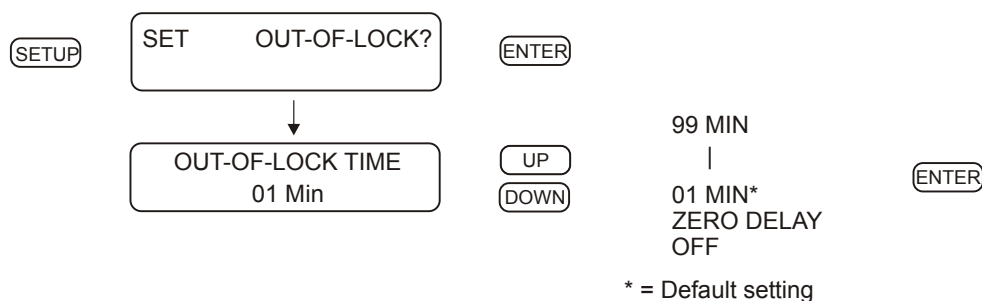 SETUP
SET OUT-OF-LOCK?
ENTER
OUT-OF-LOCK TIME
01 Min
UP
DOWN
99 MIN
|
01 MIN*
ZERO DELAY
OFF
ENTER
* = Default setting